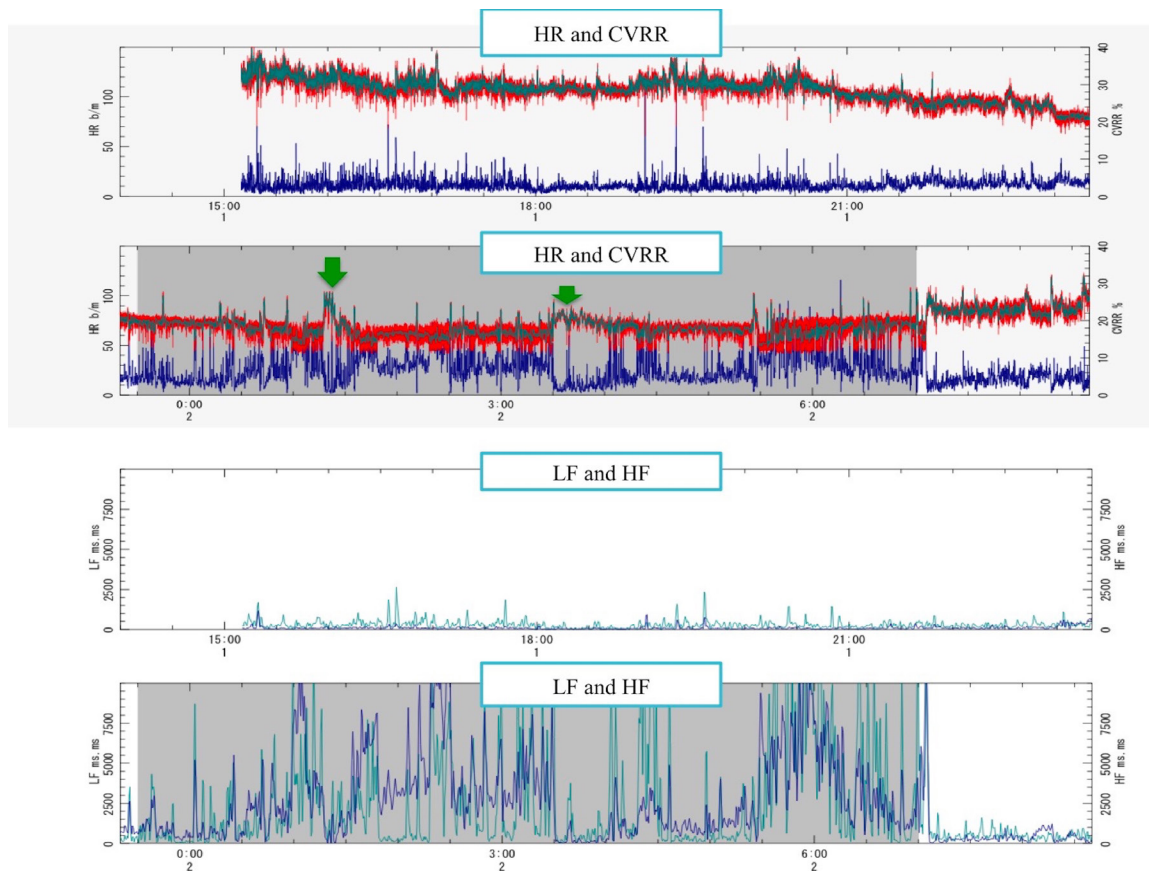 HR and CVRR
HR b/m
0 50 100
CVRR %
0 10 20 30 40
15:00 18:00 21:00
1 1 1
HR and CVRR
HR b/m
0 50 100
CVRR %
0 10 20 30 40
0:00 3:00 6:00
2 2 2
LF and HF
LF ms.ms
0 2500 5000 7500
HF ms.ms
0 2500 5000 7500
15:00 18:00 21:00
1 1 1
LF and HF
LF ms.ms
0 2500 5000 7500
HF ms.ms
0 2500 5000 7500
0:00 3:00 6:00
2 2 2